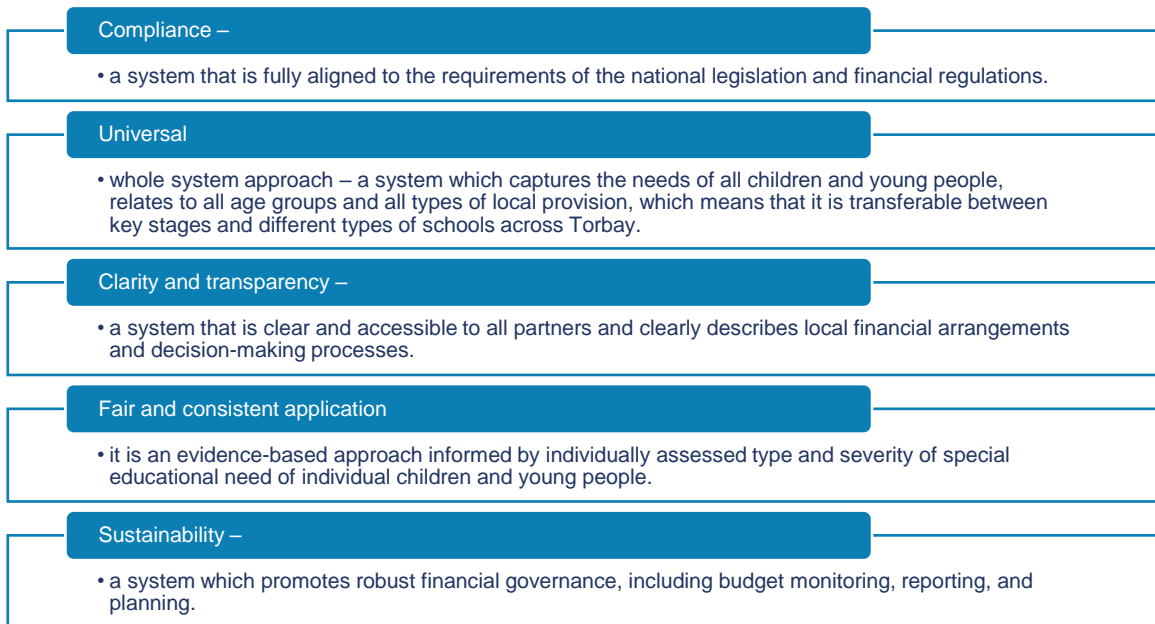 Compliance –
• a system that is fully aligned to the requirements of the national legislation and financial regulations.
Universal
• whole system approach – a system which captures the needs of all children and young people,
relates to all age groups and all types of local provision, which means that it is transferable between
key stages and different types of schools across Torbay.
Clarity and transparency –
• a system that is clear and accessible to all partners and clearly describes local financial arrangements
and decision-making processes.
Fair and consistent application
• it is an evidence-based approach informed by individually assessed type and severity of special
educational need of individual children and young people.
Sustainability –
• a system which promotes robust financial governance, including budget monitoring, reporting, and
planning.